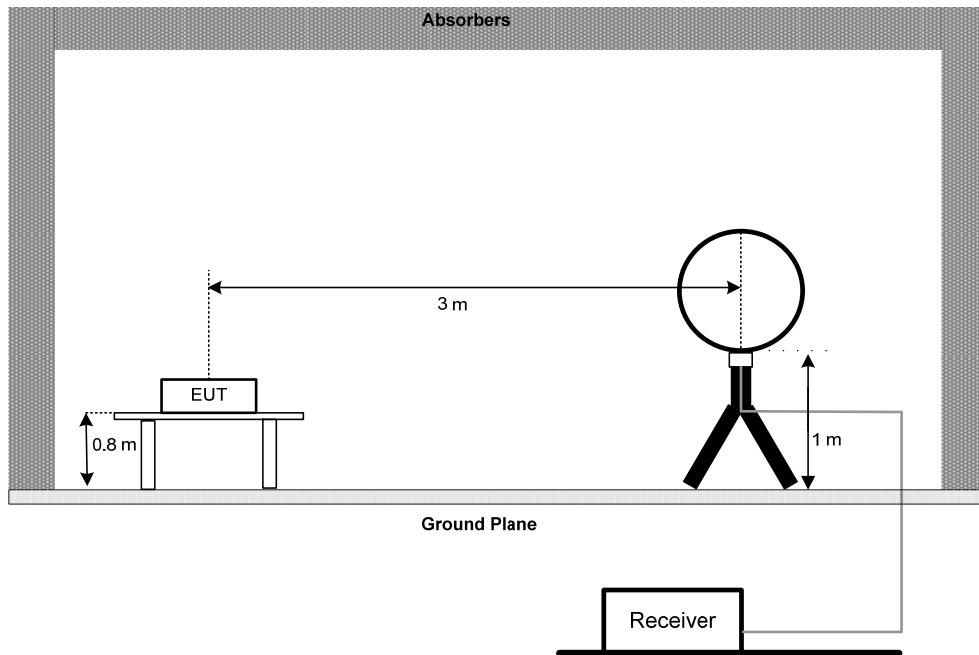 Absorbers
3 m
EUT
0.8 m
1 m
Ground Plane
Receiver